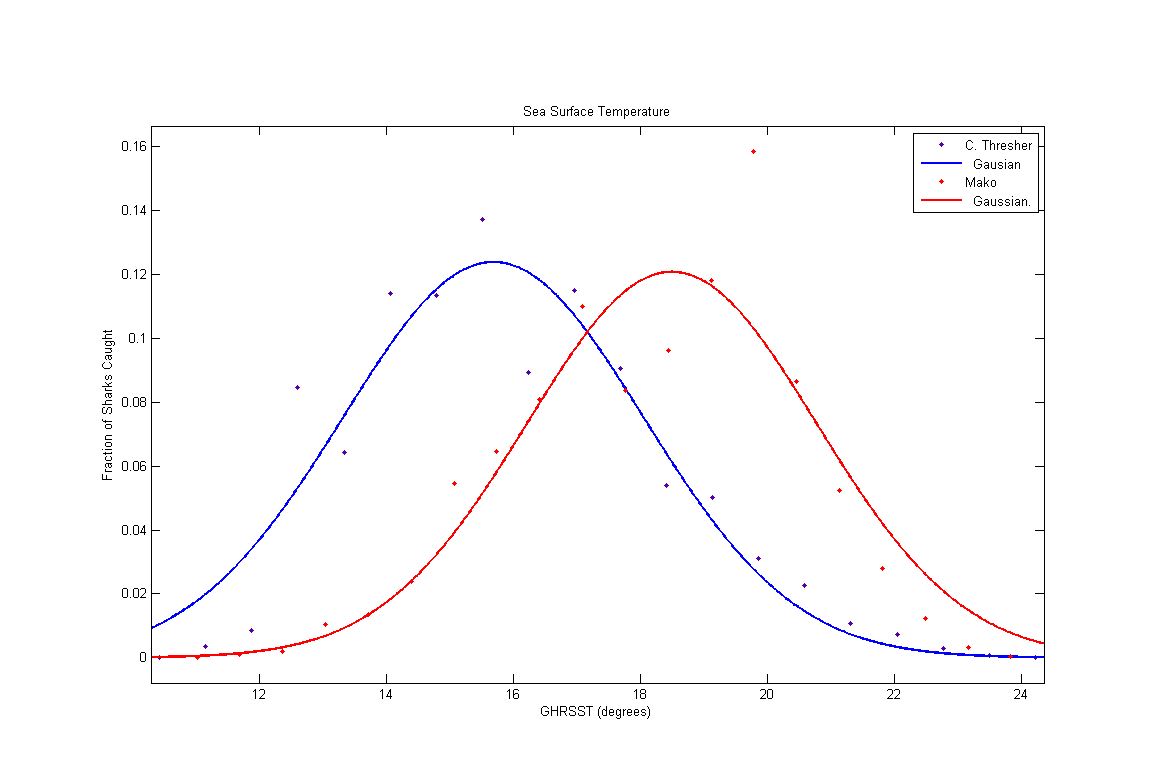 Sea Surface Temperature
C. Thresher
Gausian
Mako
Gaussian.
0.16
0.14
0.12
0.1
0.08
0.06
0.04
0.02
0
Fraction of Sharks Caught
12 14 16 18 20 22 24
GHRSST (degrees)